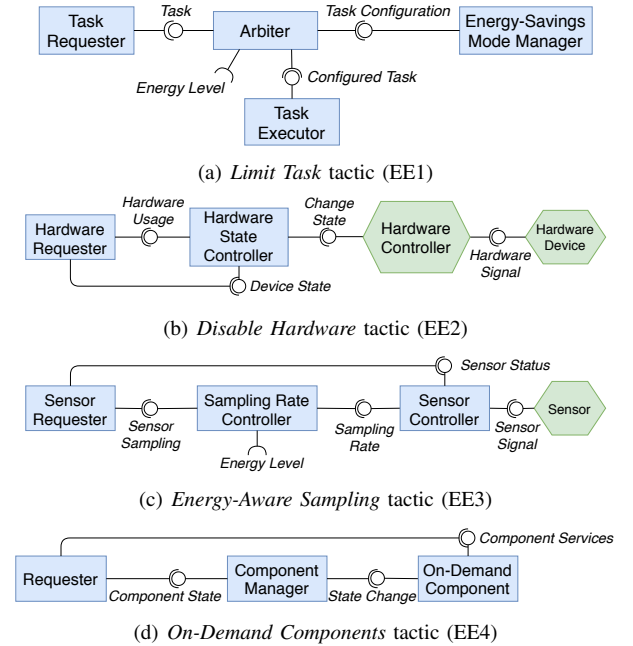 Task
Requester
Task
Arbiter
Task Configuration
Energy-Savings
Mode Manager
Energy Level
Configured Task
Task
Executor
(a) Limit Task tactic (EE1)
Hardware
Requester
Hardware
Usage
Hardware
State
Controller
Change
State
Hardware
Controller
Hardware
Signal
Hardware
Device
Device State
(b) Disable Hardware tactic (EE2)
Sensor Status
Sensor
Requester
Sensor
Sampling
Sampling Rate
Controller
Energy Level
Sampling
Rate
Sensor
Controller
Sensor
Signal
Sensor
(c) Energy-Aware Sampling tactic (EE3)
Component Services
Requester
Component State
Component
Manager
State Change
On-Demand
Component
(d) On-Demand Components tactic (EE4)